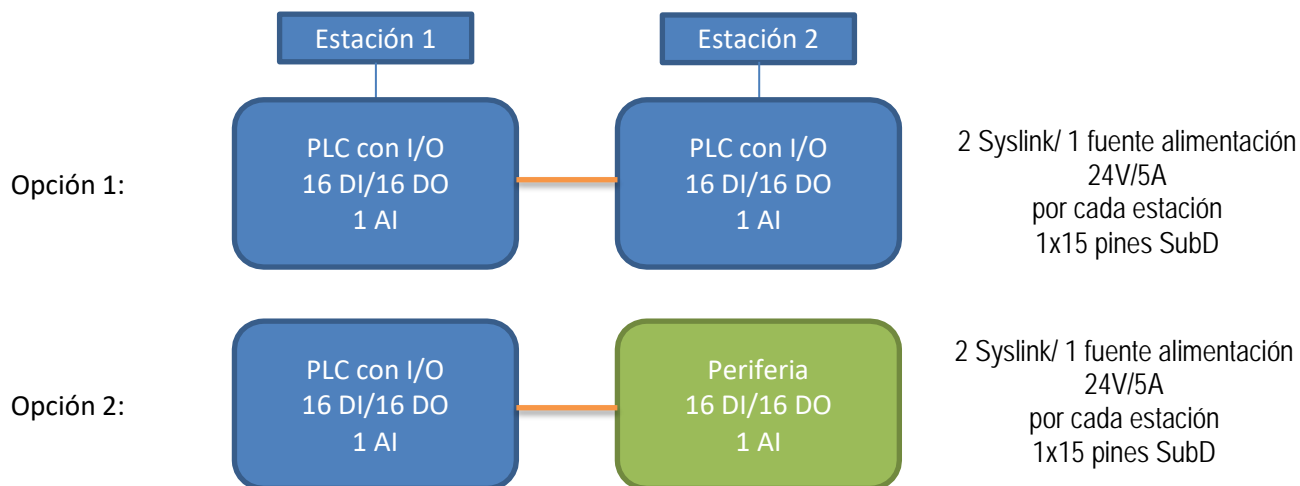 Estación 1
Estación 2
Opción 1:
PLC con I/O
16 DI/16 DO
1 AI
PLC con I/O
16 DI/16 DO
1 AI
2 Syslink/ 1 fuente alimentación
24V/5A
por cada estación
1x15 pines SubD
Opción 2:
PLC con I/O
16 DI/16 DO
1 AI
Periferia
16 DI/16 DO
1 AI
2 Syslink/ 1 fuente alimentación
24V/5A
por cada estación
1x15 pines SubD